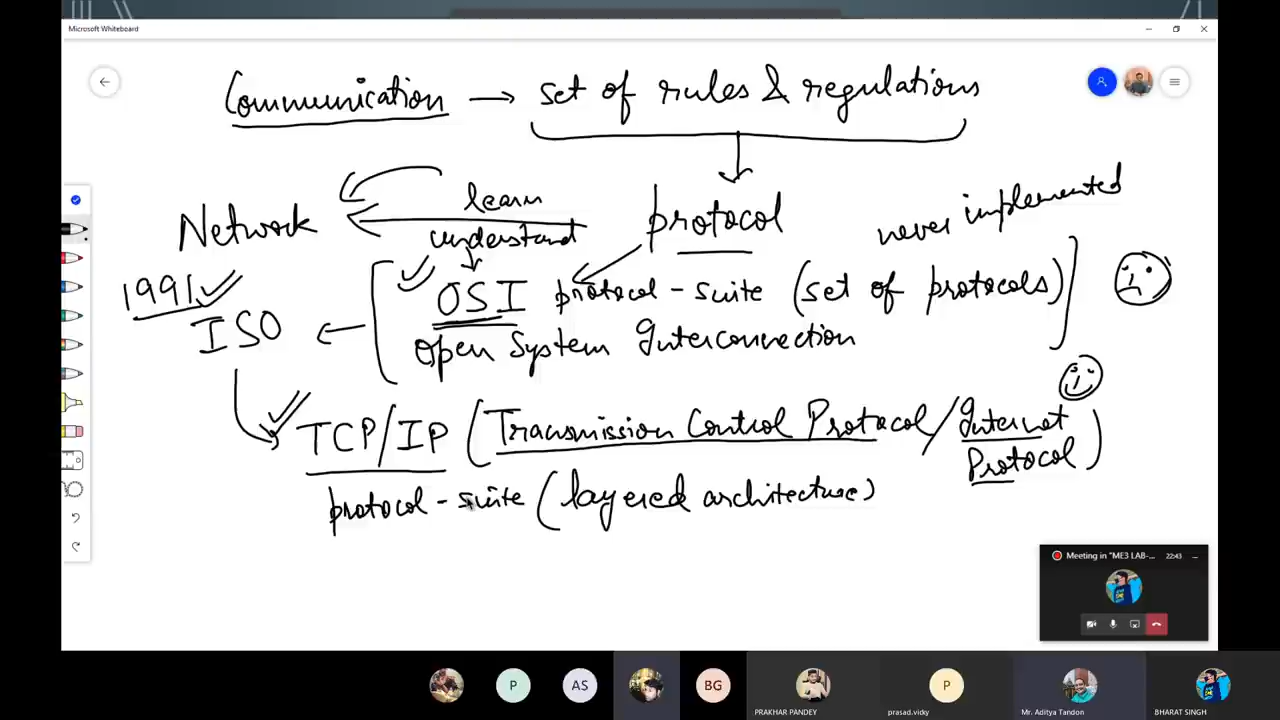 Microsoft Whiteboard
Communication → set of rules & regulations
protocol
Network
learn
understand
never implemented
1991
ISO
OSI protocol-suite (set of protocols)
Open System Interconnection
TCP/IP (Transmission Control Protocol/Internet Protocol)
protocol-suite (layered architecture)
Meeting in "ME3 LAB-... 22:43
P
AS
BG
P
PRAKHAR PANDEY
prasad.vicky
Mr. Aditya Tandon
BHARAT SINGH